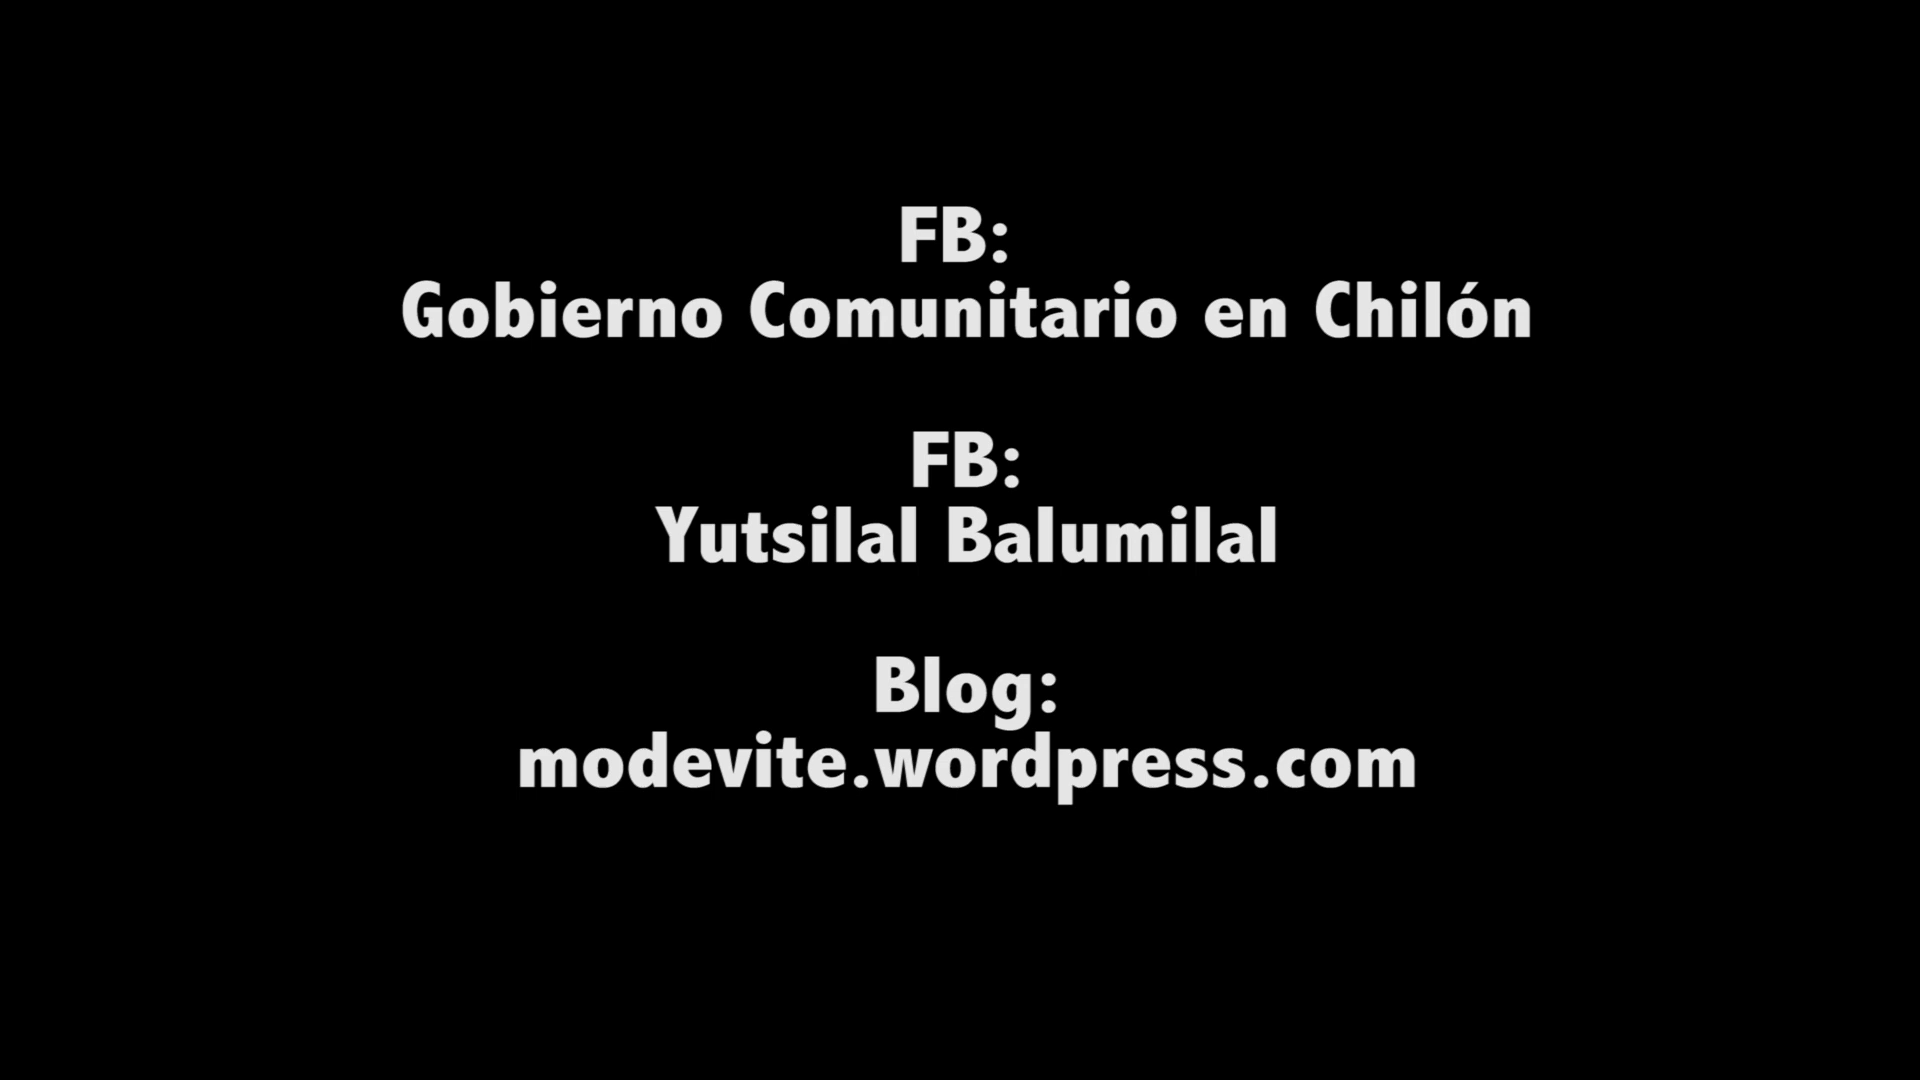 FB:
Gobierno Comunitario en Chilón
FB:
Yutsilal Balumilal
Blog:
modevite.wordpress.com